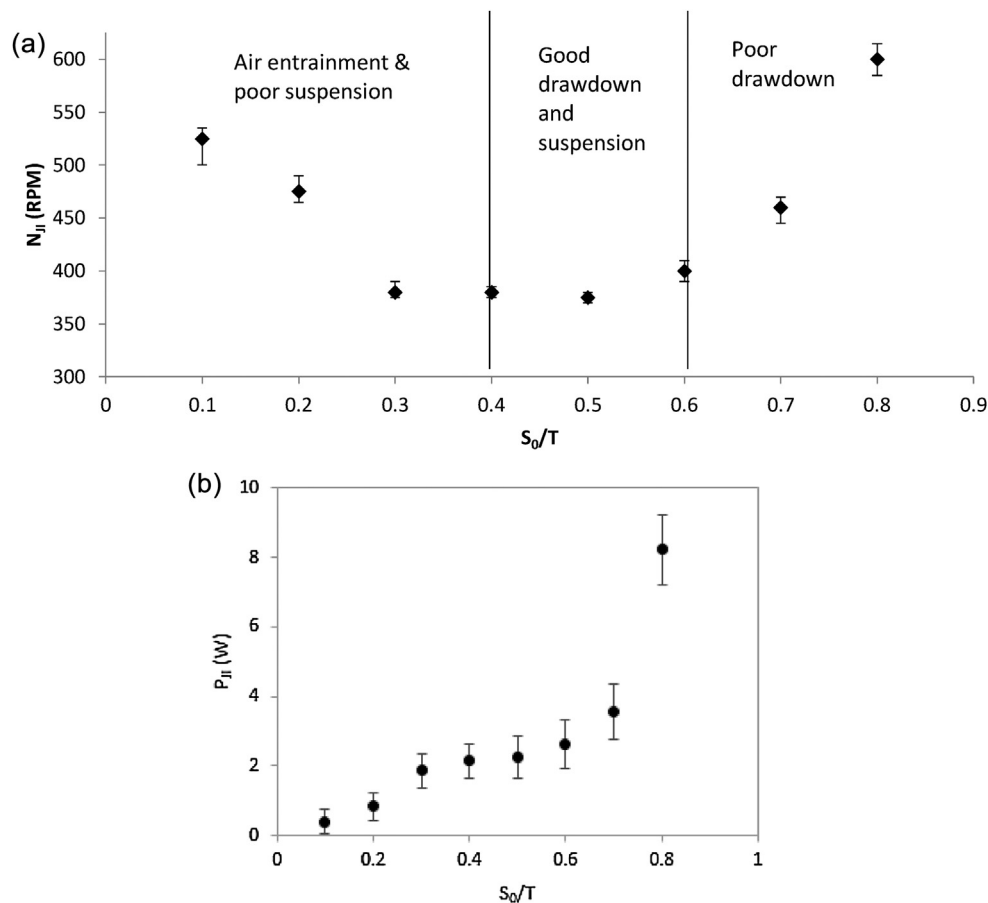 (a)
600
550
500
450
400
350
300
N_JI (RPM)
Air entrainment &
poor suspension
Good
drawdown
and
suspension
Poor
drawdown
0 0.1 0.2 0.3 0.4 0.5 0.6 0.7 0.8 0.9
S₀/T
(b)
10
8
6
4
2
0
P_JI (W)
0 0.2 0.4 0.6 0.8 1
S₀/T